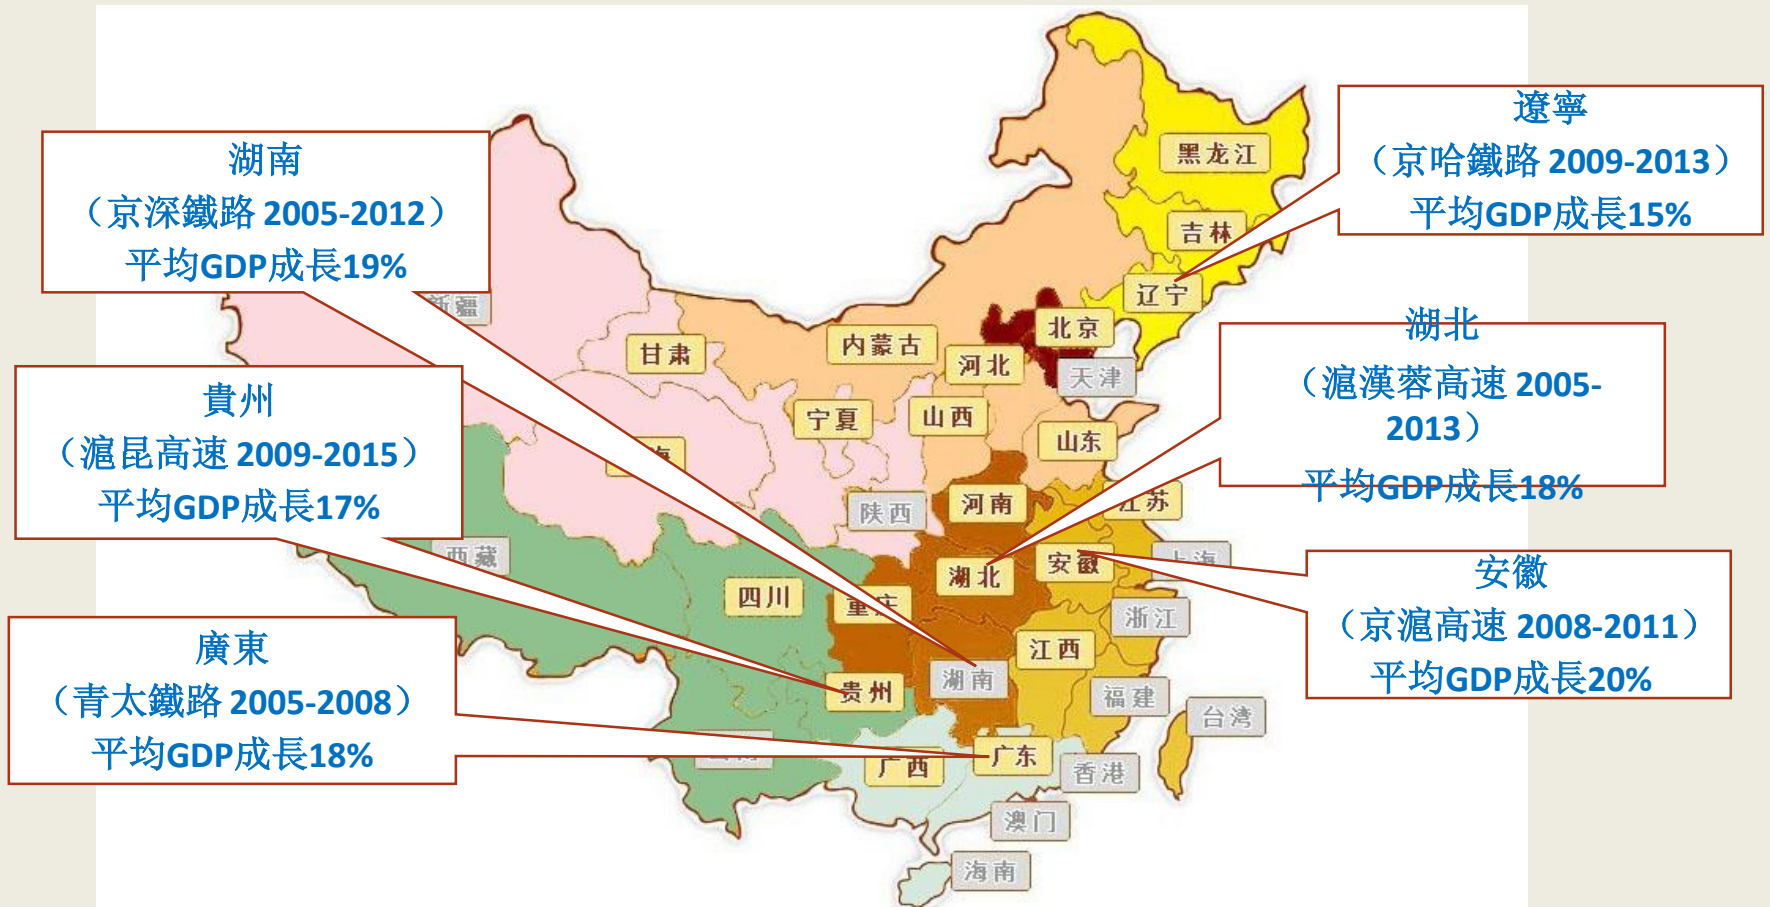 湖南
（京深鐵路 2005-2012）
平均GDP成長19%
貴州
（滬昆高速 2009-2015）
平均GDP成長17%
廣東
（青太鐵路 2005-2008）
平均GDP成長18%
遼寧
（京哈鐵路 2009-2013）
平均GDP成長15%
湖北
（滬漢蓉高速 2005-
2013）
平均GDP成長18%
安徽
（京滬高速 2008-2011）
平均GDP成長20%
黑龙江
吉林
辽宁
新疆
甘肃
内蒙古
北京
河北
天津
宁夏
山西
山东
海
陕西
河南
江苏
西藏
四川
重庆
湖北
安徽
上海
浙江
江西
湖南
贵州
福建
台湾
广西
广东
香港
澳门
海南